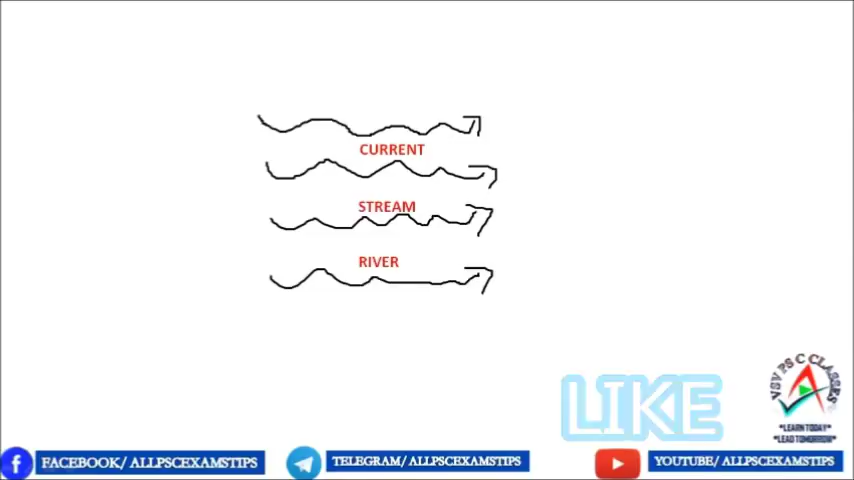 CURRENT
STREAM
RIVER
LIKE
VSV PSC CLASSES
*LEARN TODAY*
*LEAD TOMORROW*
FACEBOOK/ ALLPSCEXAMSTIPS
TELEGRAM/ ALLPSCEXAMSTIPS
YOUTUBE/ ALLPSCEXAMSTIPS